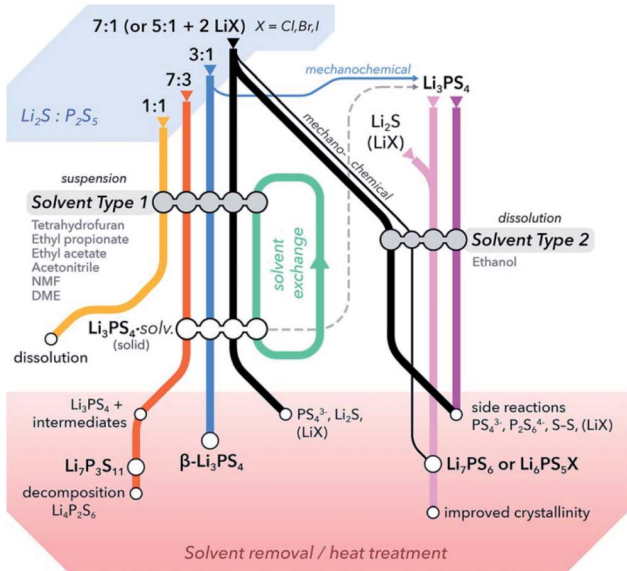 7:1 (or 5:1 + 2 LiX) X = Cl,Br,I
3:1
7:3
1:1
Li₂S : P₂S₅
mechanochemical
Li₃PS₄
Li₂S
(LiX)
mechano-chemical
suspension
Solvent Type 1
Tetrahydrofuran
Ethyl propionate
Ethyl acetate
Acetonitrile
NMF
DME
solvent
exchange
dissolution
Solvent Type 2
Ethanol
Li₃PS₄·solv.
(solid)
dissolution
Li₃PS₄ +
intermediates
PS₄³⁻, Li₂S,
(LiX)
side reactions
PS₄³⁻, P₂S₆⁴⁻, S–S, (LiX)
Li₇P₃S₁₁
β-Li₃PS₄
Li₇PS₆ or Li₆PS₅X
decomposition
Li₄P₂S₆
improved crystallinity
Solvent removal / heat treatment